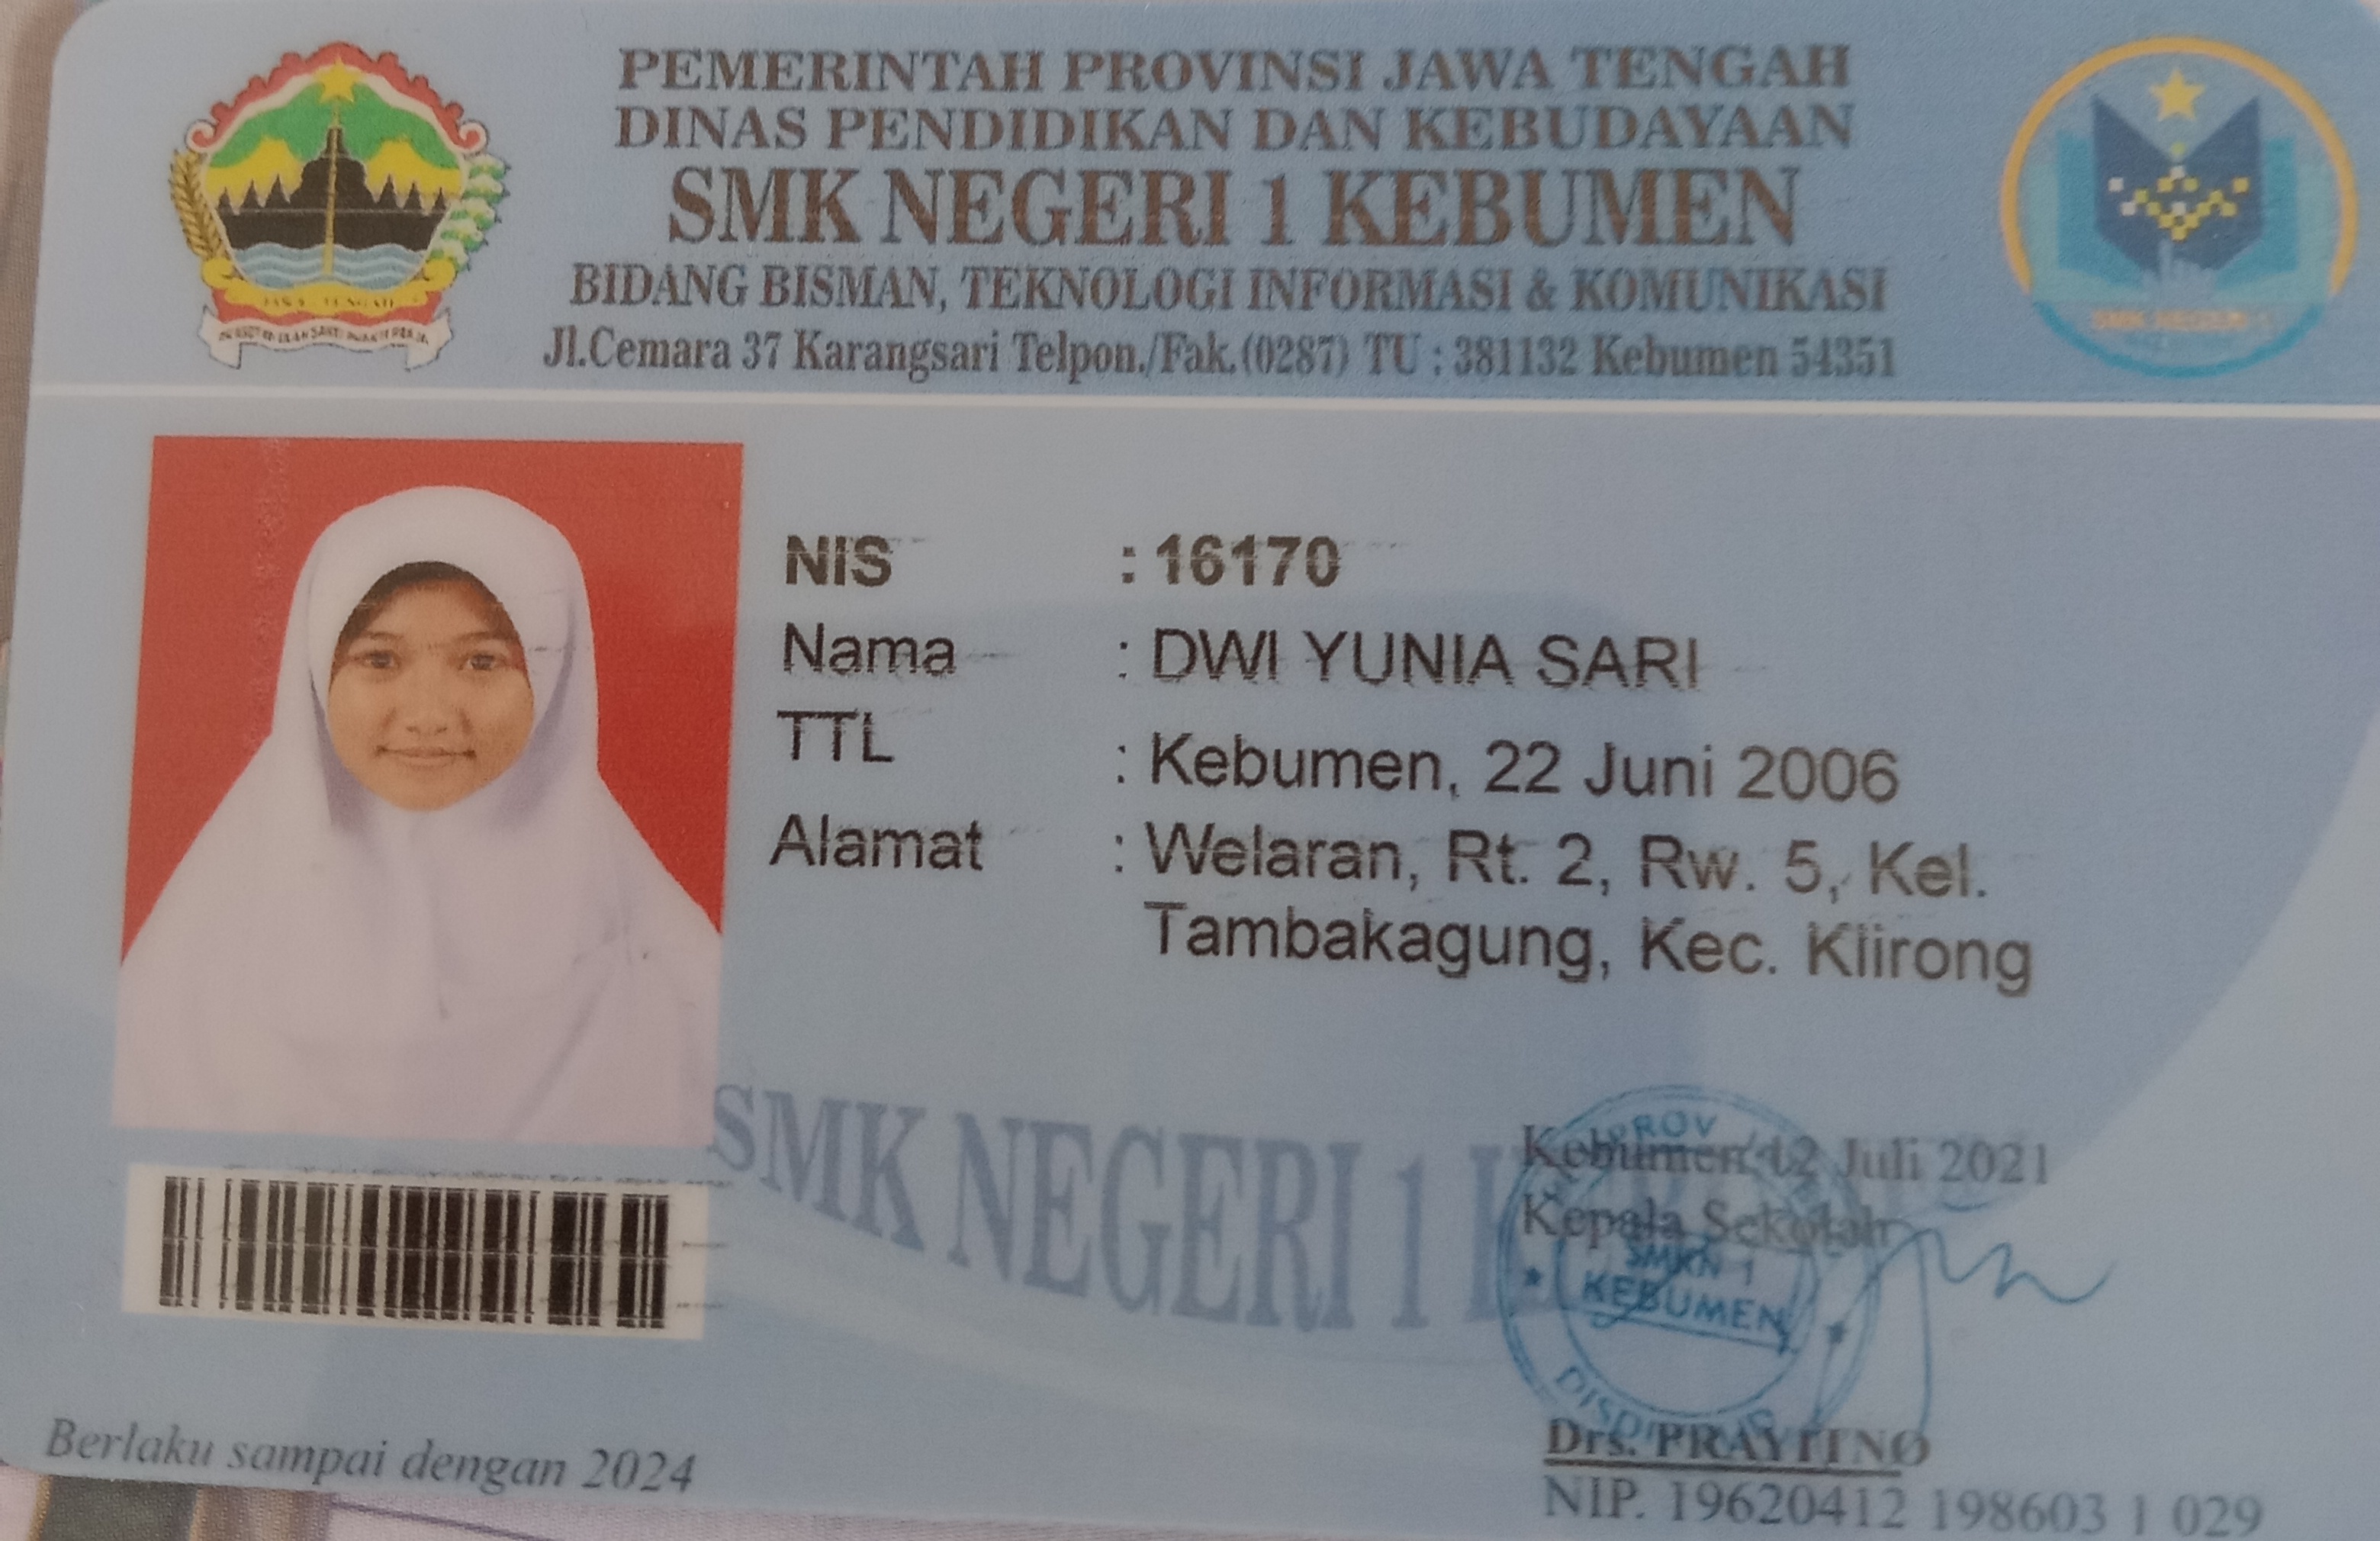 PEMERINTAH PROVINSI JAWA TENGAH
DINAS PENDIDIKAN DAN KEBUDAYAAN
SMK NEGERI 1 KEBUMEN
BIDANG BISMAN, TEKNOLOGI INFORMASI & KOMUNIKASI
Jl.Cemara 37 Karangsari Telpon./Fak.(0287) TU : 381132 Kebumen 54351
JAWA TENGAH
SMK NEGERI 1
NIS : 16170
Nama : DWI YUNIA SARI
TTL : Kebumen, 22 Juni 2006
Alamat : Welaran, Rt. 2, Rw. 5, Kel.
Tambakagung, Kec. Klirong
SMK NEGERI 1
Kebumen 12 Juli 2021
Kepala Sekolah
PROV
SMKN 1
KEBUMEN
Drs. PRAYITNO
NIP. 19620412 198603 1 029
Berlaku sampai dengan 2024